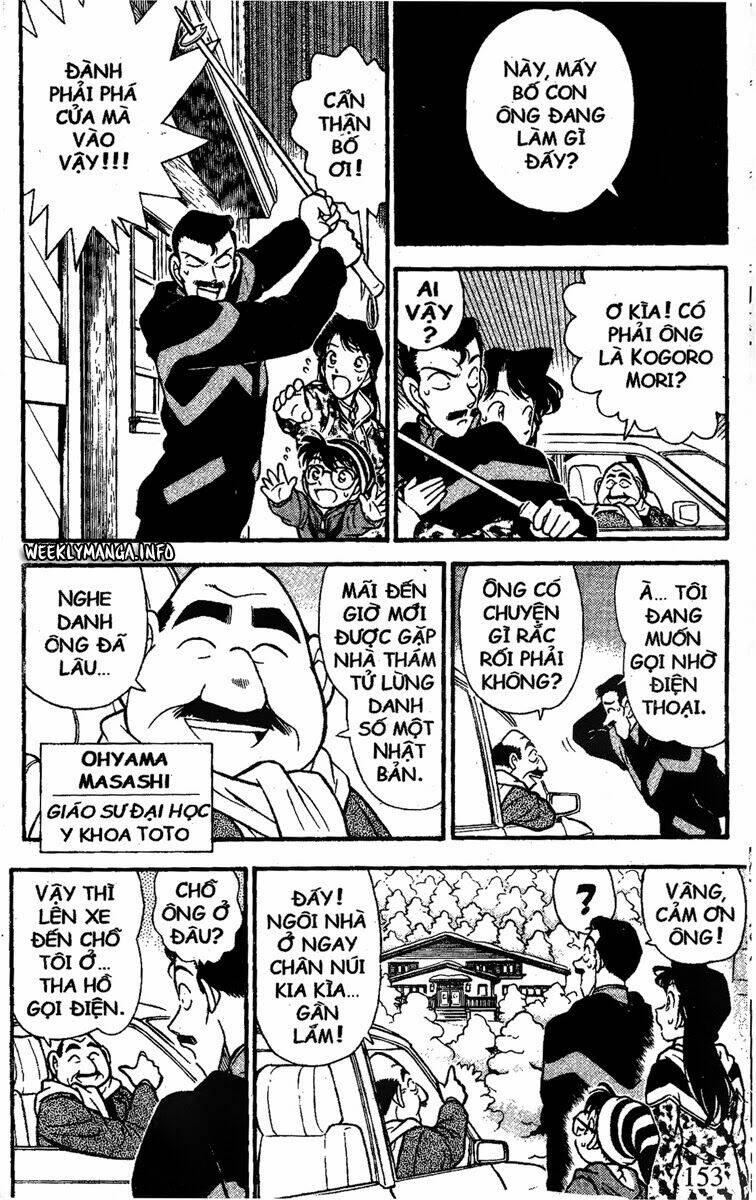 ĐÀNH
PHẢI PHÁ
CỬA MÀ
VÀO
VẬY!!!
CẨN
THẬN
BỐ
ƠI!
NÀY, MẤY
BỐ CON
ÔNG ĐANG
LÀM GÌ
ĐẤY?
AI
VẬY
?
Ơ KÌA! CÓ
PHẢI ÔNG
LÀ KOGORO
MORI?
WEEKLYMANGA.INFO
NGHE
DANH
ÔNG ĐÃ
LÂU...
MÃI ĐẾN
GIỜ MỚI
ĐƯỢC GẶP
NHÀ THÁM
TỬ LỪNG
DANH
SỐ MỘT
NHẬT
BẢN.
OHYAMA
MASASHI
GIÁO SƯ ĐẠI HỌC
Y KHOA TOTO
ÔNG CÓ
CHUYỆN
GÌ RẮC
RỐI PHẢI
KHÔNG?
À... TÔI
ĐANG
MUỐN
GỌI NHỜ
ĐIỆN
THOẠI.
VẬY THÌ
LÊN XE
ĐẾN CHỖ
TÔI Ở...
THA HỒ
GỌI ĐIỆN.
CHỖ
ÔNG Ở
ĐÂU?
ĐẤY!
NGÔI NHÀ
Ở NGAY
CHÂN NÚI
KIA KÌA...
GẦN
LẮM!
?
VÂNG,
CẢM ƠN
ÔNG!
153